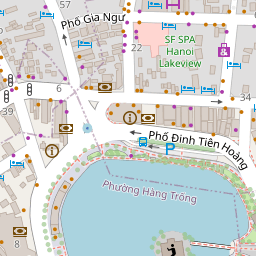 57
Phố Gia Ngư
22
SF SPA
Hanoi
Lakeview
34
39
Phố Đinh Tiên Hoàng
P
Phường Hàng Trống
8